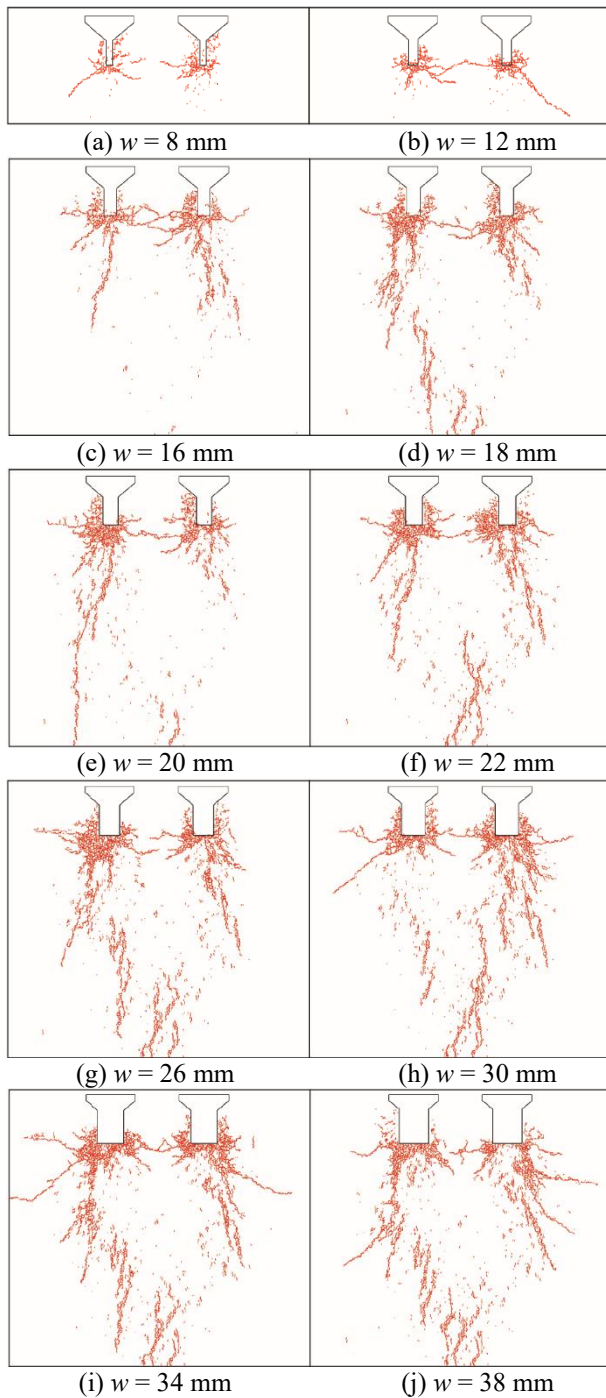 (a) w = 8 mm
(b) w = 12 mm
(c) w = 16 mm
(d) w = 18 mm
(e) w = 20 mm
(f) w = 22 mm
(g) w = 26 mm
(h) w = 30 mm
(i) w = 34 mm
(j) w = 38 mm